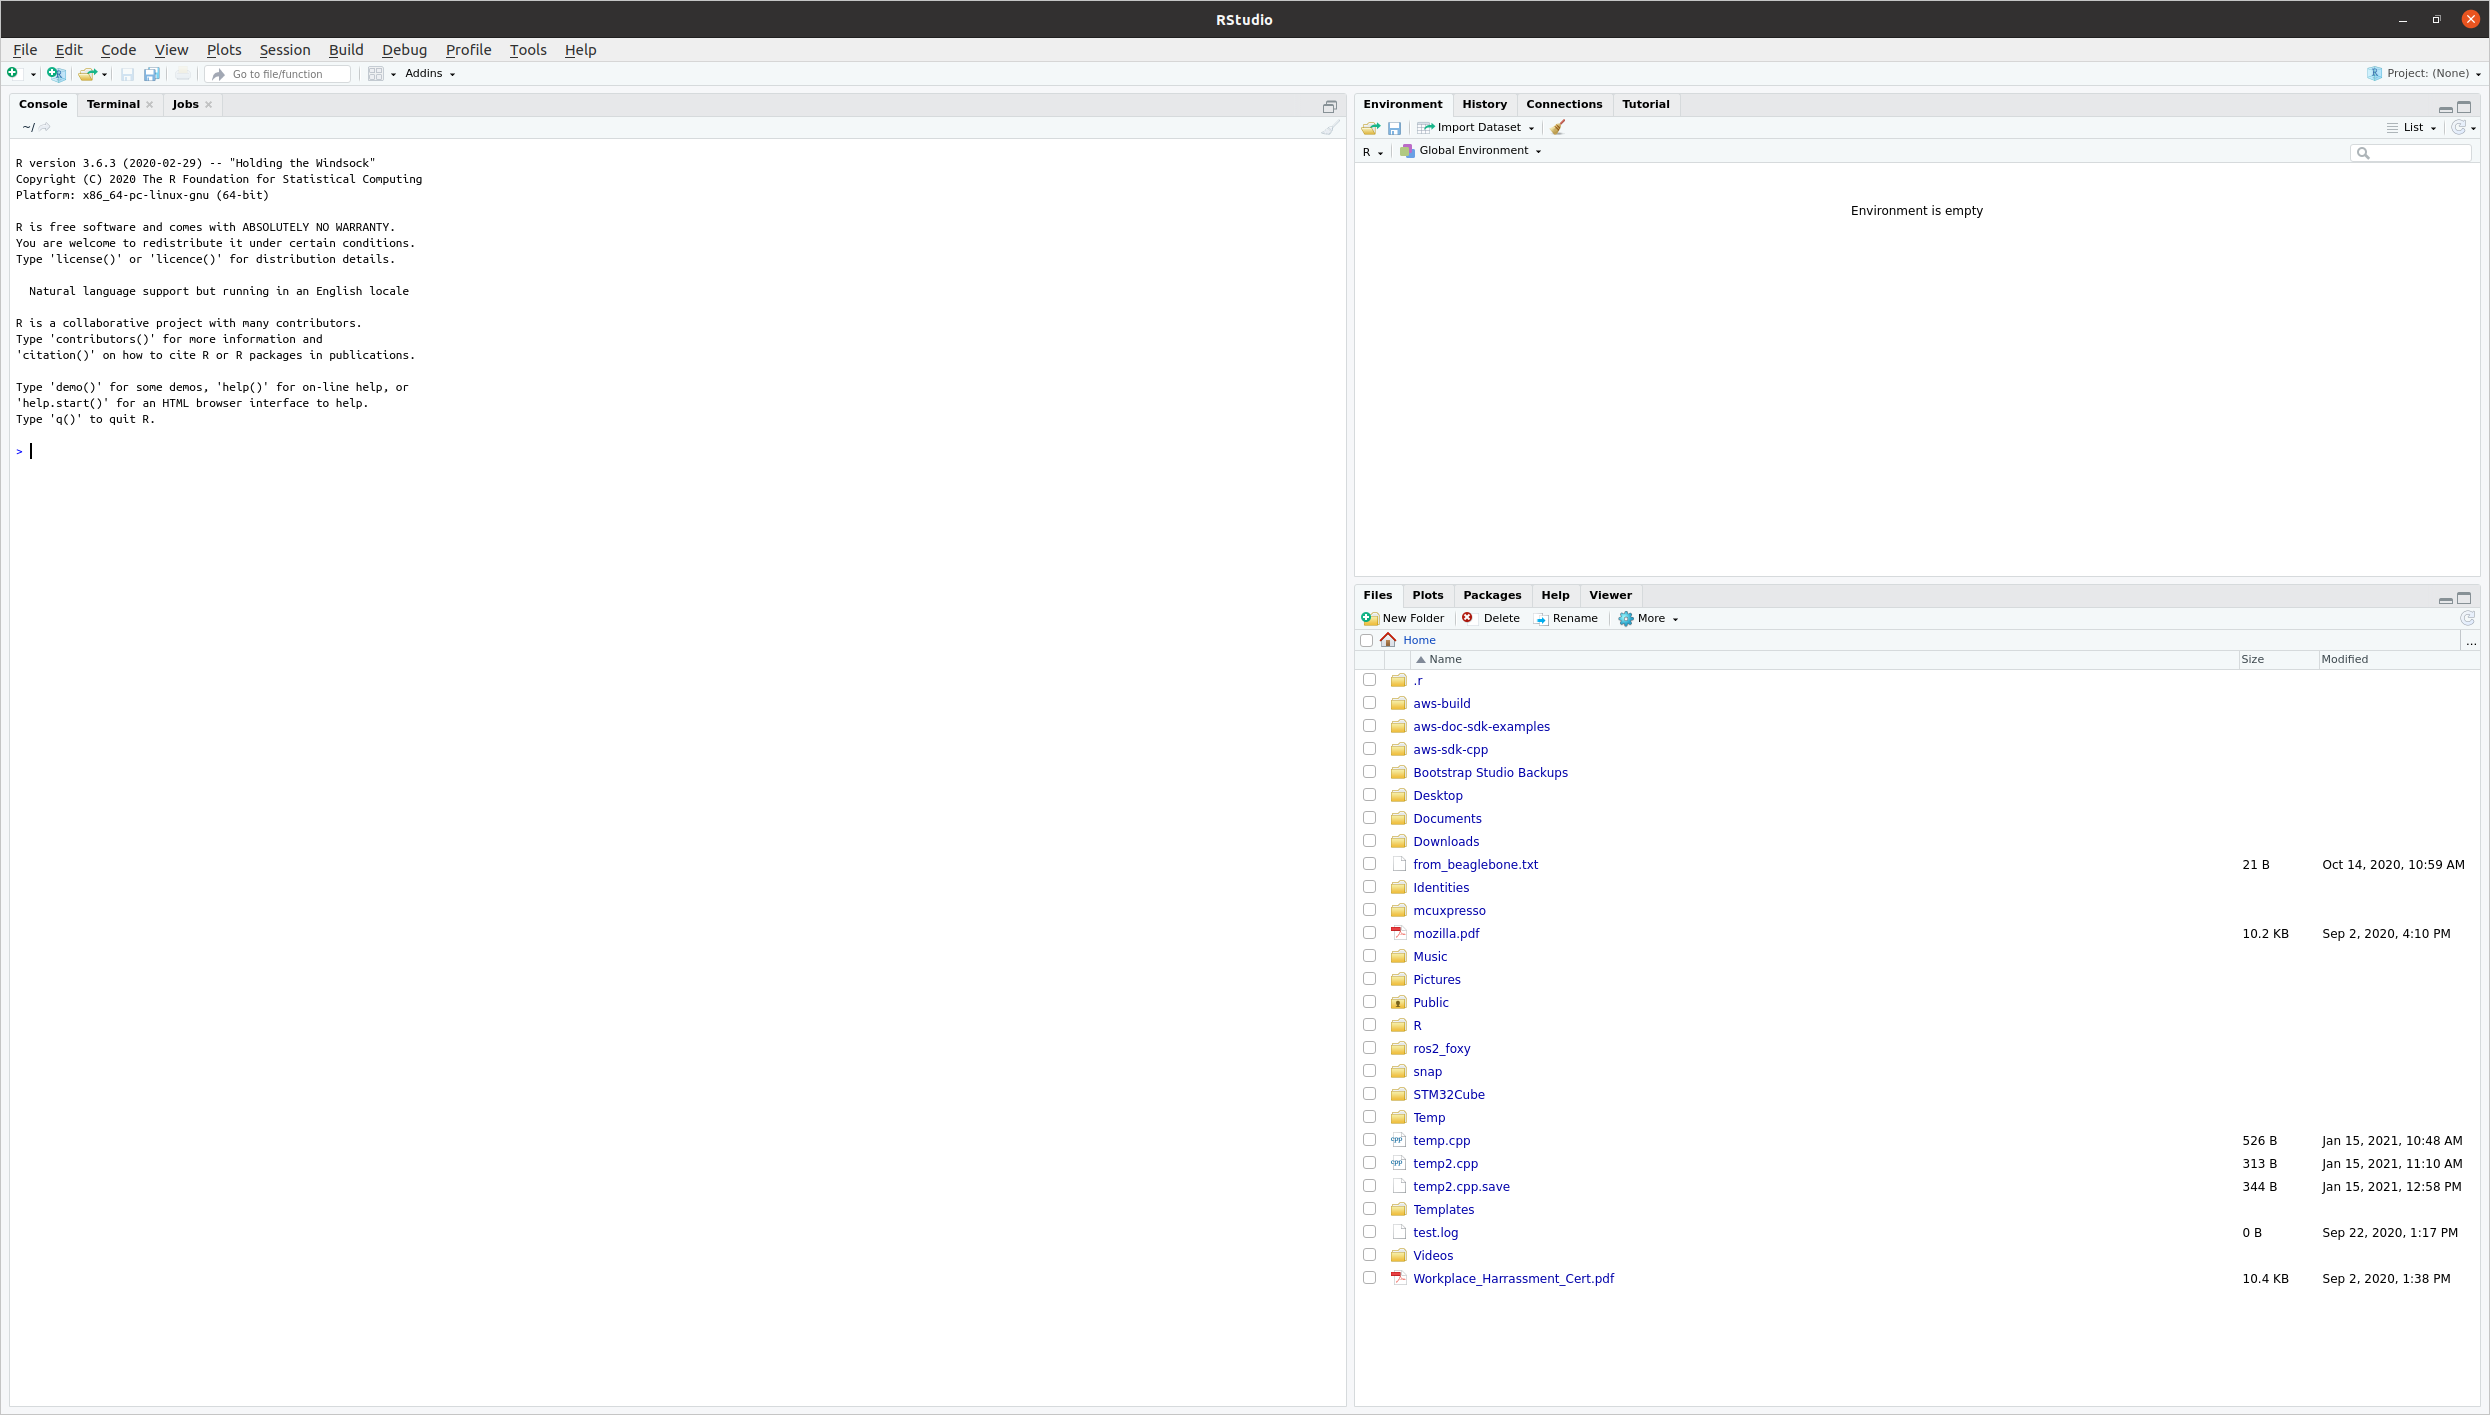 RStudio
File Edit Code View Plots Session Build Debug Profile Tools Help
Go to file/function Addins Project: (None)
Console Terminal Jobs
~/
R version 3.6.3 (2020-02-29) -- "Holding the Windsock"
Copyright (C) 2020 The R Foundation for Statistical Computing
Platform: x86_64-pc-linux-gnu (64-bit)
R is free software and comes with ABSOLUTELY NO WARRANTY.
You are welcome to redistribute it under certain conditions.
Type 'license()' or 'licence()' for distribution details.
Natural language support but running in an English locale
R is a collaborative project with many contributors.
Type 'contributors()' for more information and
'citation()' on how to cite R or R packages in publications.
Type 'demo()' for some demos, 'help()' for on-line help, or
'help.start()' for an HTML browser interface to help.
Type 'q()' to quit R.
>
Environment History Connections Tutorial
Import Dataset List
R Global Environment
Environment is empty
Files Plots Packages Help Viewer
New Folder Delete Rename More
Home ...
Name Size Modified
.r
aws-build
aws-doc-sdk-examples
aws-sdk-cpp
Bootstrap Studio Backups
Desktop
Documents
Downloads
from_beaglebone.txt 21 B Oct 14, 2020, 10:59 AM
Identities
mcuxpresso
mozilla.pdf 10.2 KB Sep 2, 2020, 4:10 PM
Music
Pictures
Public
R
ros2_foxy
snap
STM32Cube
Temp
temp.cpp 526 B Jan 15, 2021, 10:48 AM
temp2.cpp 313 B Jan 15, 2021, 11:10 AM
temp2.cpp.save 344 B Jan 15, 2021, 12:58 PM
Templates
test.log 0 B Sep 22, 2020, 1:17 PM
Videos
Workplace_Harrassment_Cert.pdf 10.4 KB Sep 2, 2020, 1:38 PM